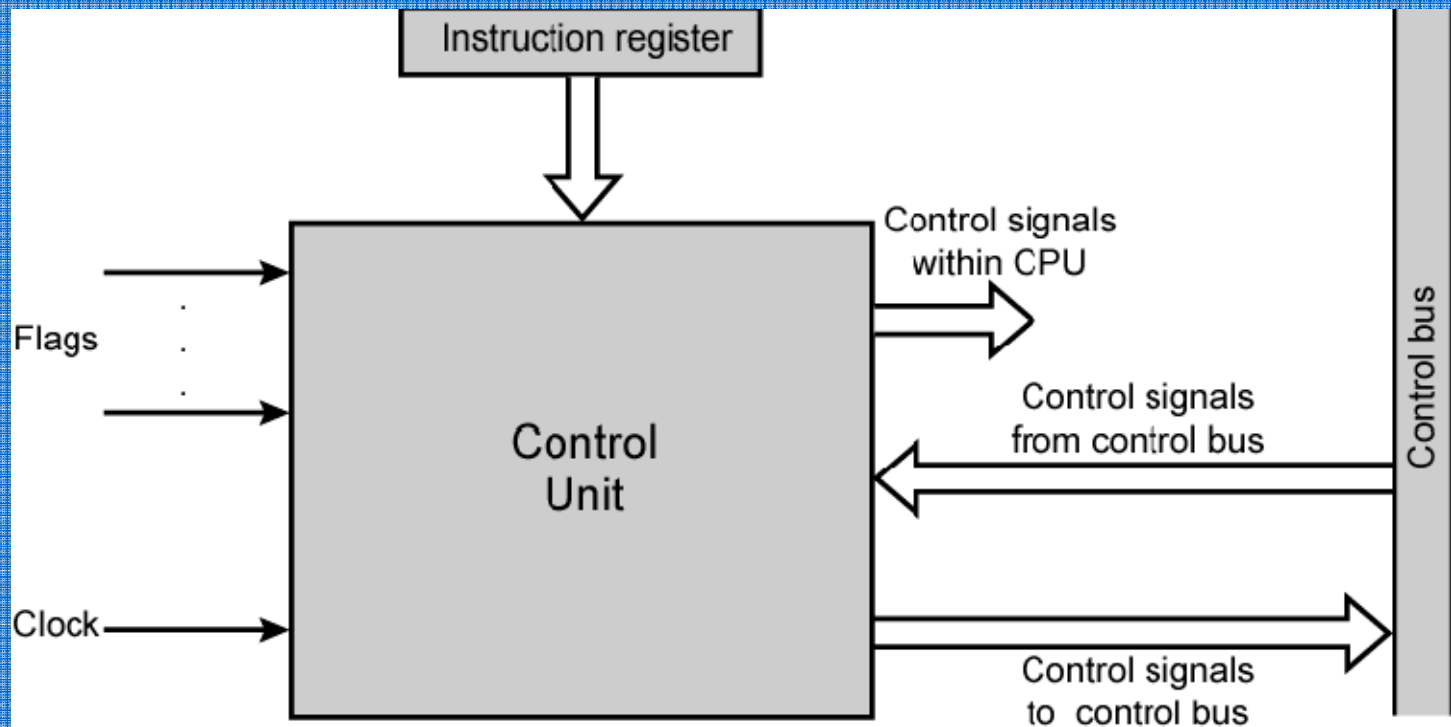 Instruction register
Control signals
within CPU
Flags
Control signals
from control bus
Control bus
Control
Unit
Clock
Control signals
to control bus